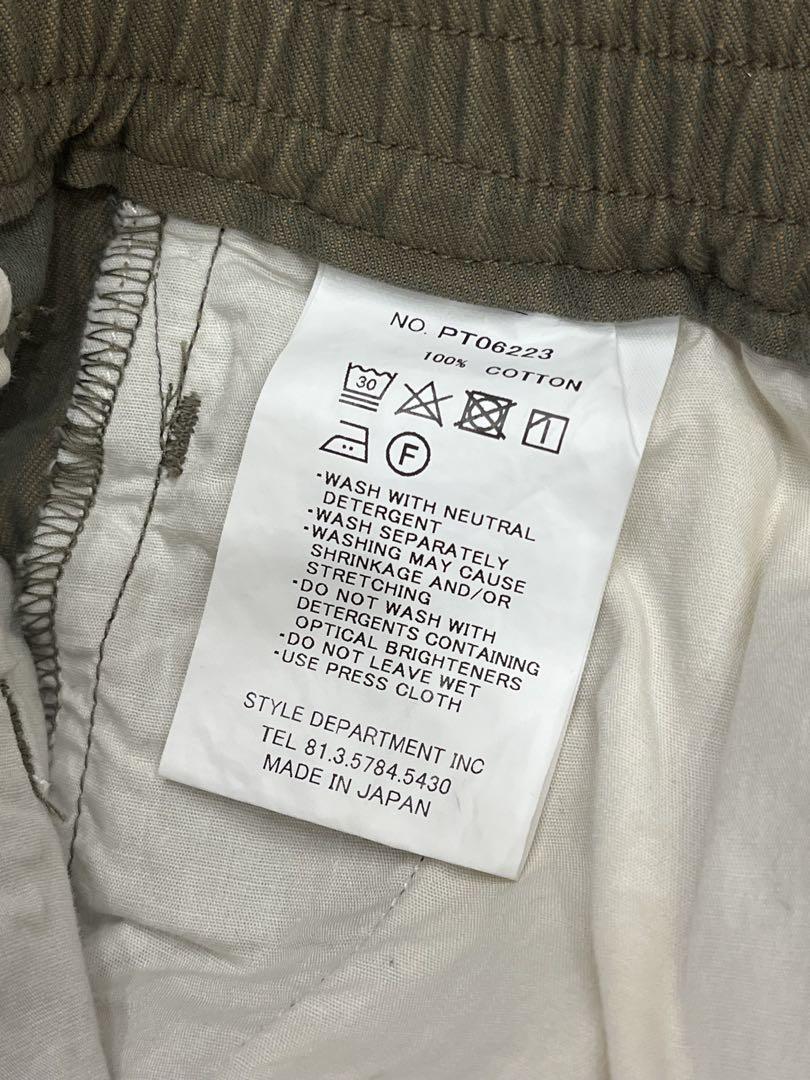 NO. PT06223
100% COTTON
30
F
-WASH WITH NEUTRAL
DETERGENT
-WASH SEPARATELY
-WASHING MAY CAUSE
SHRINKAGE AND/OR
STRETCHING
-DO NOT WASH WITH
DETERGENTS CONTAINING
OPTICAL BRIGHTENERS
-DO NOT LEAVE WET
-USE PRESS CLOTH
STYLE DEPARTMENT INC
TEL 81.3.5784.5430
MADE IN JAPAN